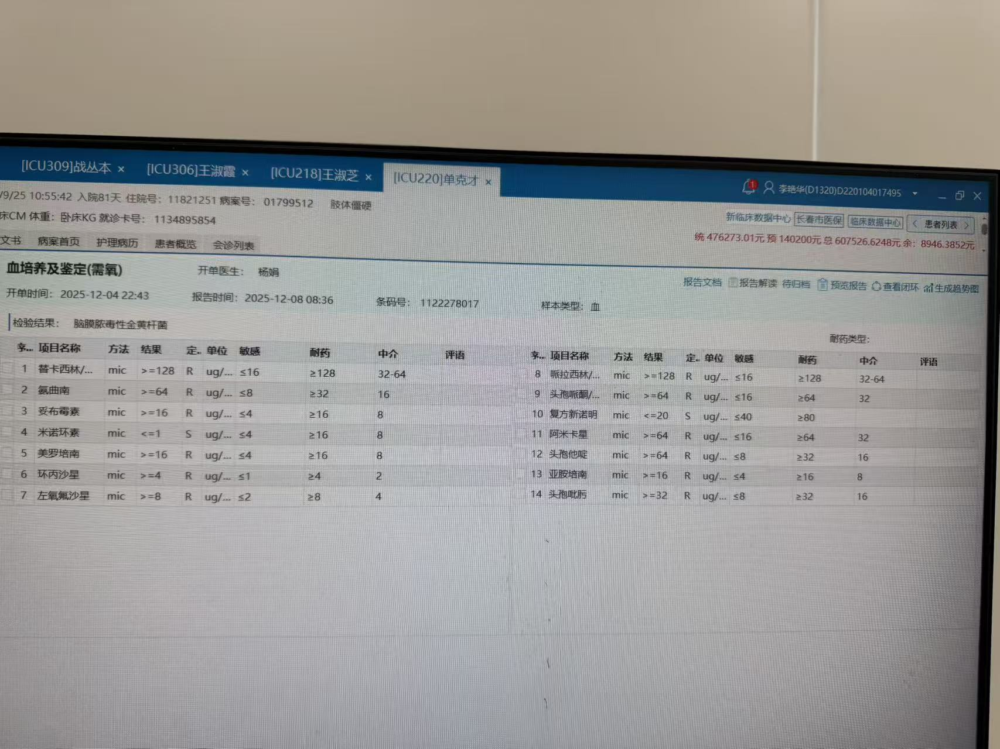 [ICU309]战丛本 × [ICU306]王淑霞 × [ICU218]王淑芝 × [ICU220]单克才 ×
1 李艳华(D1320)D220104017495
/9/25 10:55:42 入院81天 住院号: 11821251 病案号: 01799512 肢体僵硬
床CM 体重: 卧床KG 就诊卡号: 1134895854
新临床数据中心 长春市医保 临床数据中心 < 患者列表 >
统 476273.01元 预 140200元 总 607526.6248元 余: 8946.3852元
文书 病案首页 护理病历 患者概览 会诊列表
血培养及鉴定(需氧) 开单医生: 杨娟
报告文档 报告解读 待归档 预览报告 查看闭环 生成趋势图
开单时间: 2025-12-04 22:43 报告时间: 2025-12-08 08:36 条码号: 1122278017 样本类型: 血
检验结果: 脑膜脓毒性金黄杆菌
耐药类型:
序... 项目名称 方法 结果 定.. 单位 敏感 耐药 中介 评语
1 替卡西林/... mic >=128 R ug/... ≤16 ≥128 32-64
2 氨曲南 mic >=64 R ug/... ≤8 ≥32 16
3 妥布霉素 mic >=16 R ug/... ≤4 ≥16 8
4 米诺环素 mic <=1 S ug/... ≤4 ≥16 8
5 美罗培南 mic >=16 R ug/... ≤4 ≥16 8
6 环丙沙星 mic >=4 R ug/... ≤1 ≥4 2
7 左氧氟沙星 mic >=8 R ug/... ≤2 ≥8 4
序... 项目名称 方法 结果 定.. 单位 敏感 耐药 中介 评语
8 哌拉西林/... mic >=128 R ug/... ≤16 ≥128 32-64
9 头孢哌酮/... mic >=64 R ug/... ≤16 ≥64 32
10 复方新诺明 mic <=20 S ug/... ≤40 ≥80
11 阿米卡星 mic >=64 R ug/... ≤16 ≥64 32
12 头孢他啶 mic >=64 R ug/... ≤8 ≥32 16
13 亚胺培南 mic >=16 R ug/... ≤4 ≥16 8
14 头孢吡肟 mic >=32 R ug/... ≤8 ≥32 16